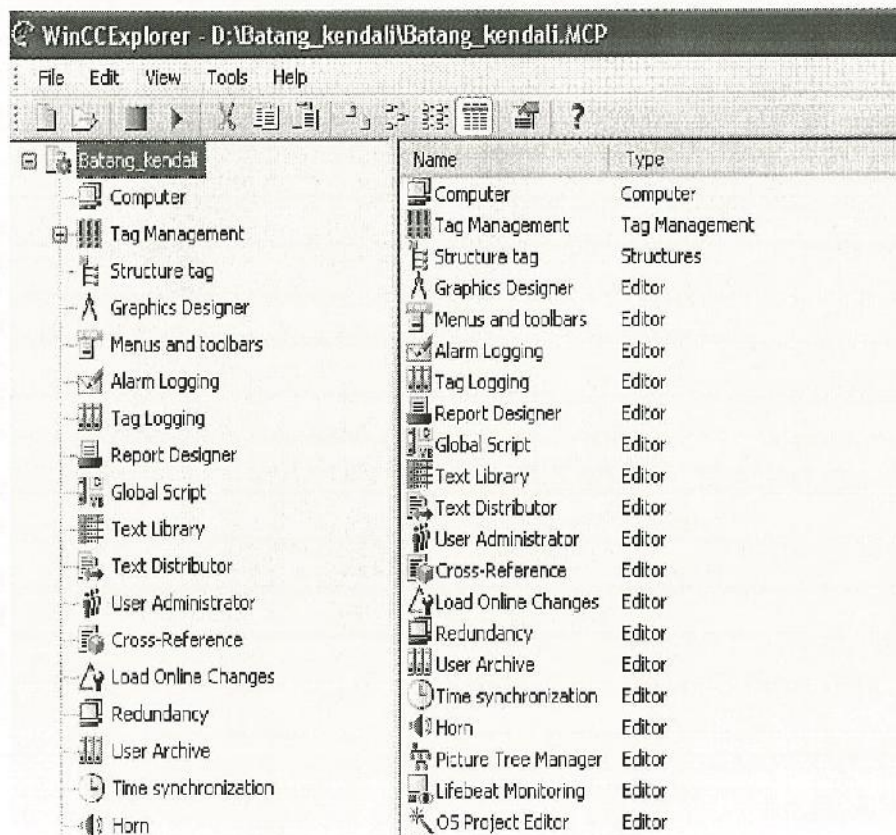 WinCCExplorer - D:\Batang_kendali\Batang_kendali.MCP
File Edit View Tools Help
?
Batang_kendali
Computer
Tag Management
Structure tag
Graphics Designer
Menus and toolbars
Alarm Logging
Tag Logging
Report Designer
Global Script
Text Library
Text Distributor
User Administrator
Cross-Reference
Load Online Changes
Redundancy
User Archive
Time synchronization
Horn
Name Type
Computer Computer
Tag Management Tag Management
Structure tag Structures
Graphics Designer Editor
Menus and toolbars Editor
Alarm Logging Editor
Tag Logging Editor
Report Designer Editor
Global Script Editor
Text Library Editor
Text Distributor Editor
User Administrator Editor
Cross-Reference Editor
Load Online Changes Editor
Redundancy Editor
User Archive Editor
Time synchronization Editor
Horn Editor
Picture Tree Manager Editor
Lifebeat Monitoring Editor
OS Project Editor Editor